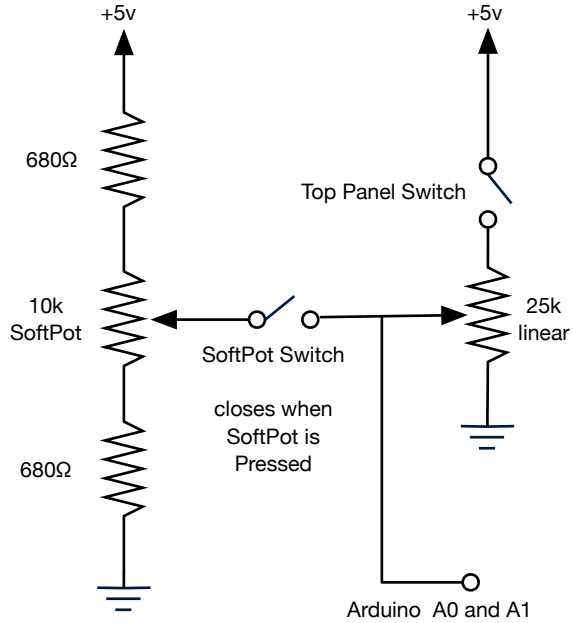 +5v
+5v
680Ω
Top Panel Switch
10k
SoftPot
25k
linear
SoftPot Switch
closes when
SoftPot is
Pressed
680Ω
Arduino A0 and A1